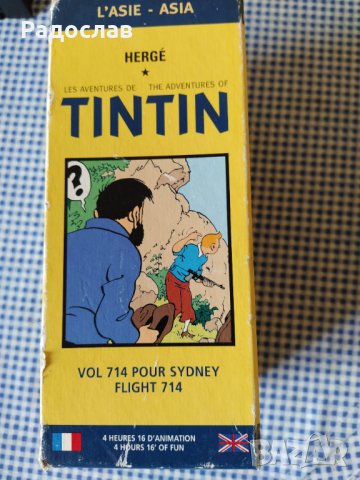 Радослав
L'ASIE - ASIA
HERGÉ
LES AVENTURES DE THE ADVENTURES OF
TINTIN
?
VOL 714 POUR SYDNEY
FLIGHT 714
4 HEURES 16 D'ANIMATION
4 HOURS 16' OF FUN
BAZAR